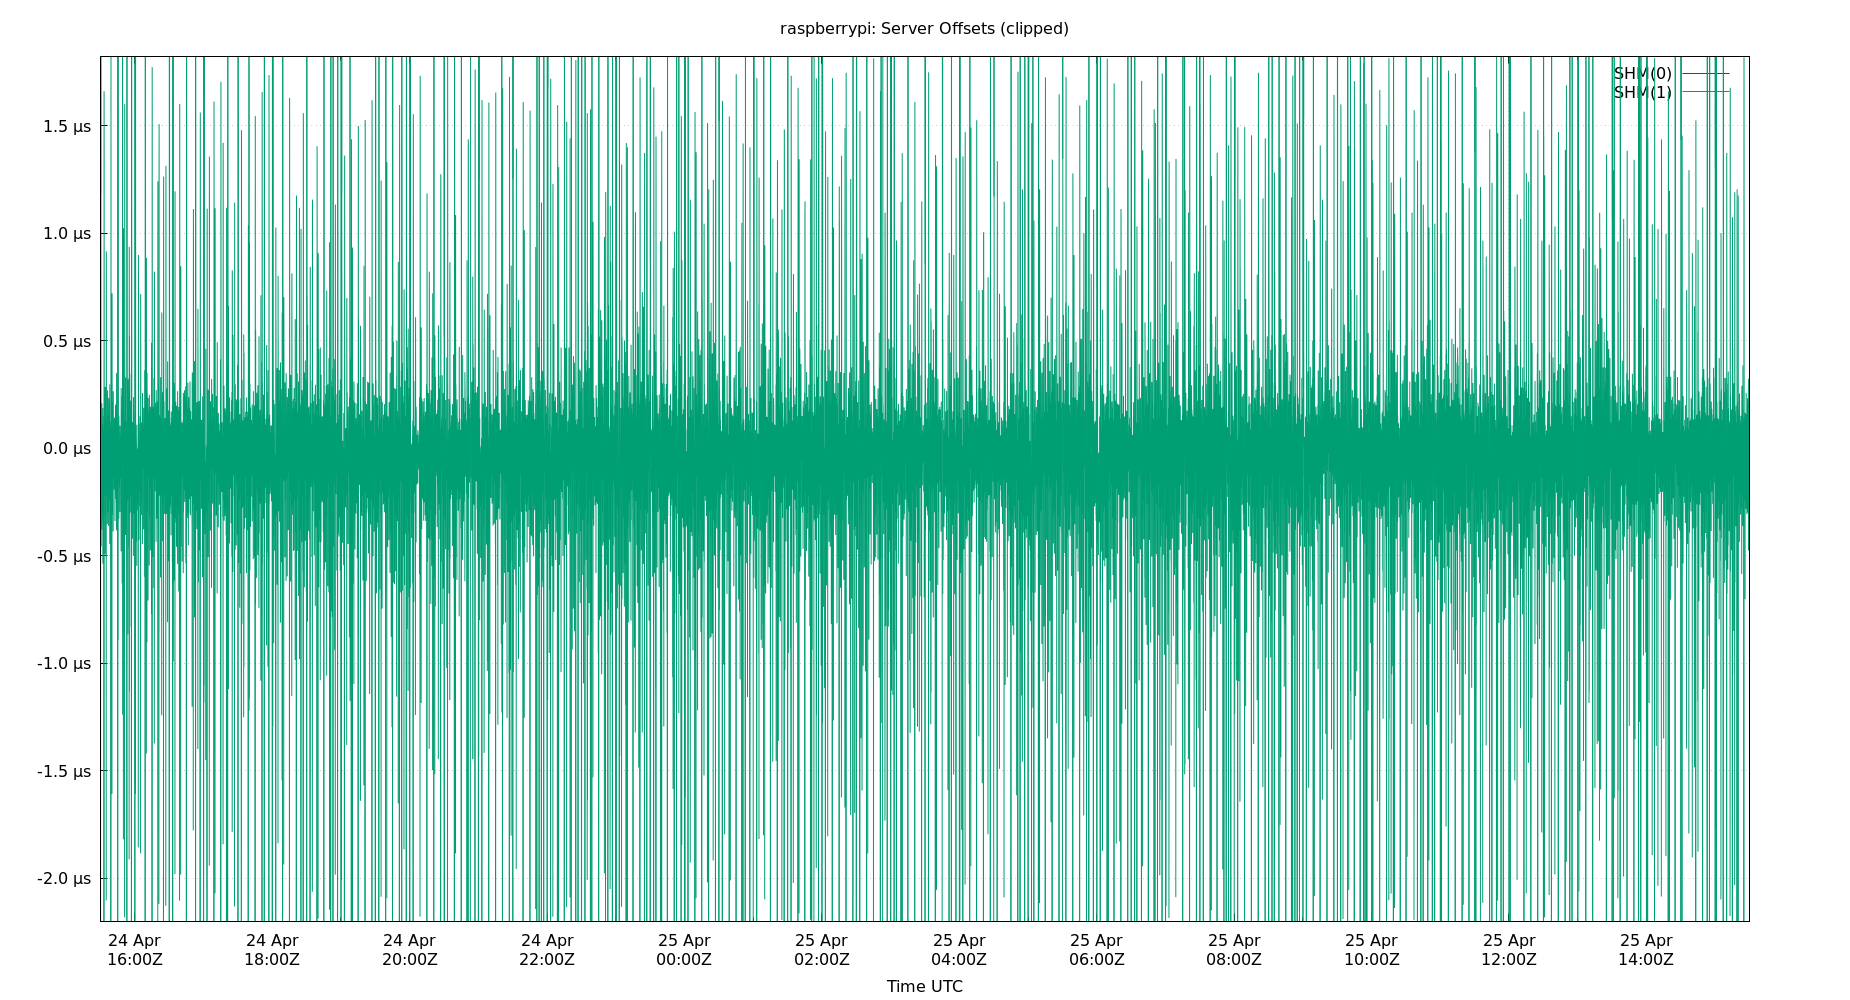 raspberrypi: Server Offsets (clipped)
SHM(0)
SHM(1)
1.5 μs
1.0 μs
0.5 μs
0.0 μs
-0.5 μs
-1.0 μs
-1.5 μs
-2.0 μs
24 Apr 24 Apr 24 Apr 24 Apr 25 Apr 25 Apr 25 Apr 25 Apr 25 Apr 25 Apr 25 Apr 25 Apr
16:00Z 18:00Z 20:00Z 22:00Z 00:00Z 02:00Z 04:00Z 06:00Z 08:00Z 10:00Z 12:00Z 14:00Z
Time UTC